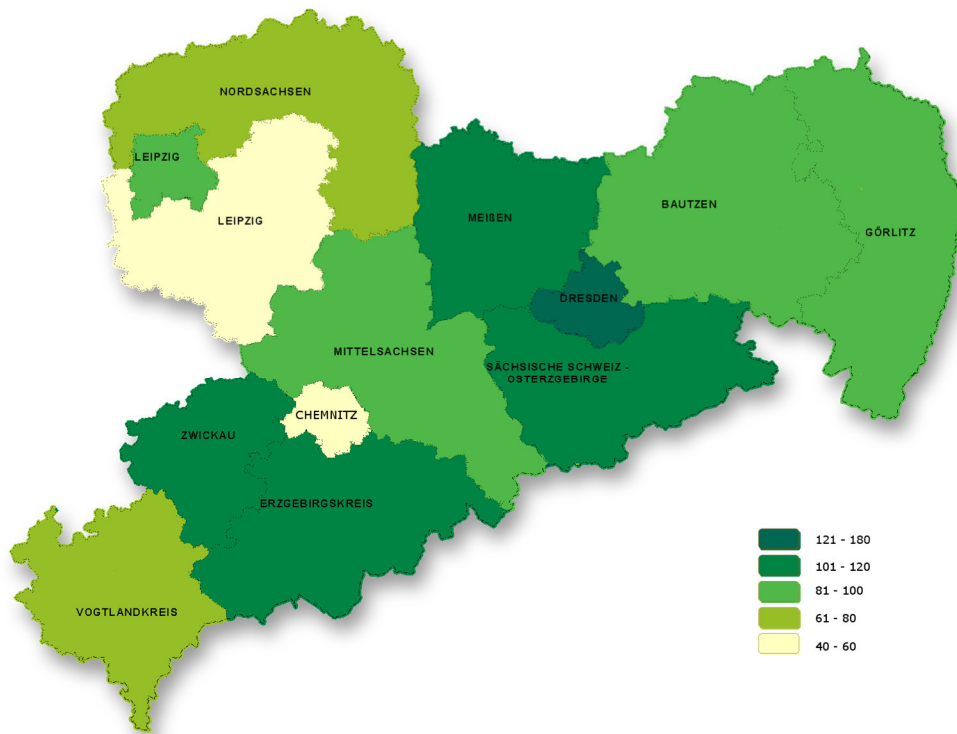 NORDSACHSEN
LEIPZIG
LEIPZIG
MEIßEN
BAUTZEN
GÖRLITZ
DRESDEN
MITTELSACHSEN
SÄCHSISCHE SCHWEIZ -
OSTERZGEBIRGE
CHEMNITZ
ZWICKAU
ERZGEBIRGSKREIS
VOGTLANDKREIS
121 - 180
101 - 120
81 - 100
61 - 80
40 - 60